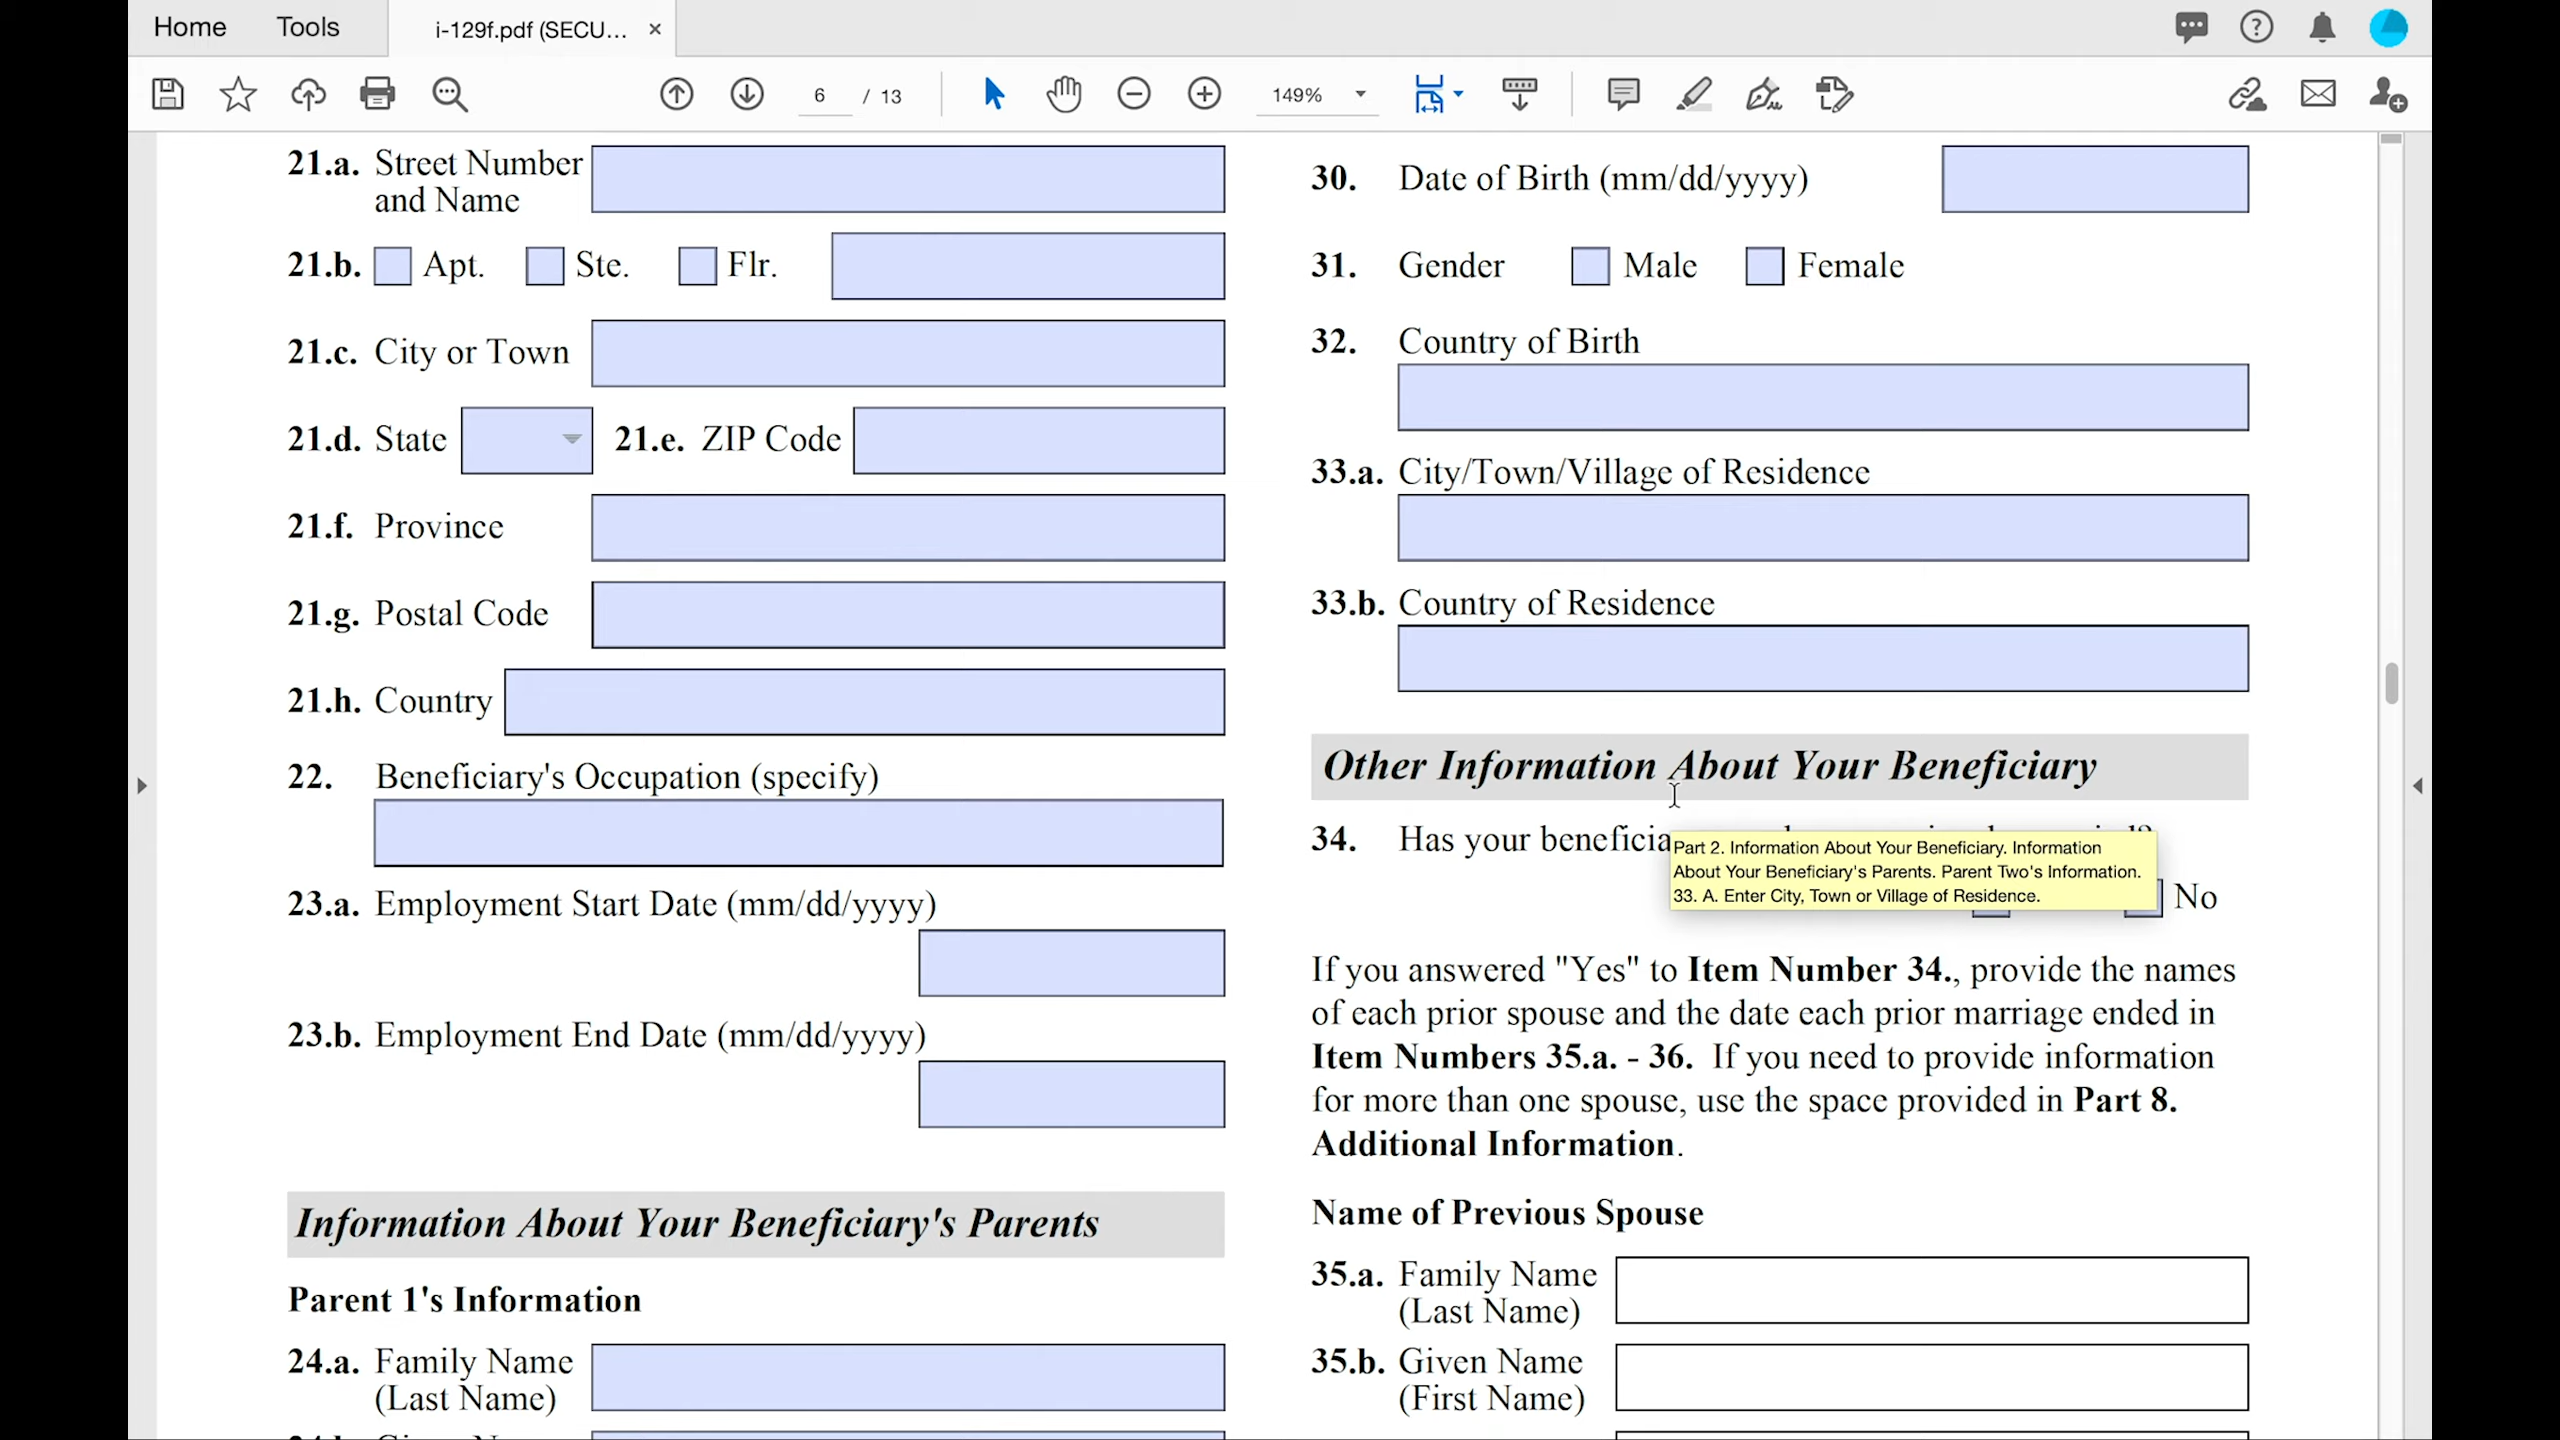 Home Tools i-129f.pdf (SECU... ×
6 / 13 149%
21.a. Street Number
and Name
21.b. Apt. Ste. Flr.
21.c. City or Town
21.d. State 21.e. ZIP Code
21.f. Province
21.g. Postal Code
21.h. Country
22. Beneficiary's Occupation (specify)
23.a. Employment Start Date (mm/dd/yyyy)
23.b. Employment End Date (mm/dd/yyyy)
Information About Your Beneficiary's Parents
Parent 1's Information
24.a. Family Name
(Last Name)
30. Date of Birth (mm/dd/yyyy)
31. Gender Male Female
32. Country of Birth
33.a. City/Town/Village of Residence
33.b. Country of Residence
Other Information About Your Beneficiary
34. Has your
Part 2. Information About Your Beneficiary. Information
About Your Beneficiary's Parents. Parent Two's Information.
33. A. Enter City, Town or Village of Residence.
No
If you answered "Yes" to Item Number 34., provide the names
of each prior spouse and the date each prior marriage ended in
Item Numbers 35.a. - 36. If you need to provide information
for more than one spouse, use the space provided in Part 8.
Additional Information.
Name of Previous Spouse
35.a. Family Name
(Last Name)
35.b. Given Name
(First Name)